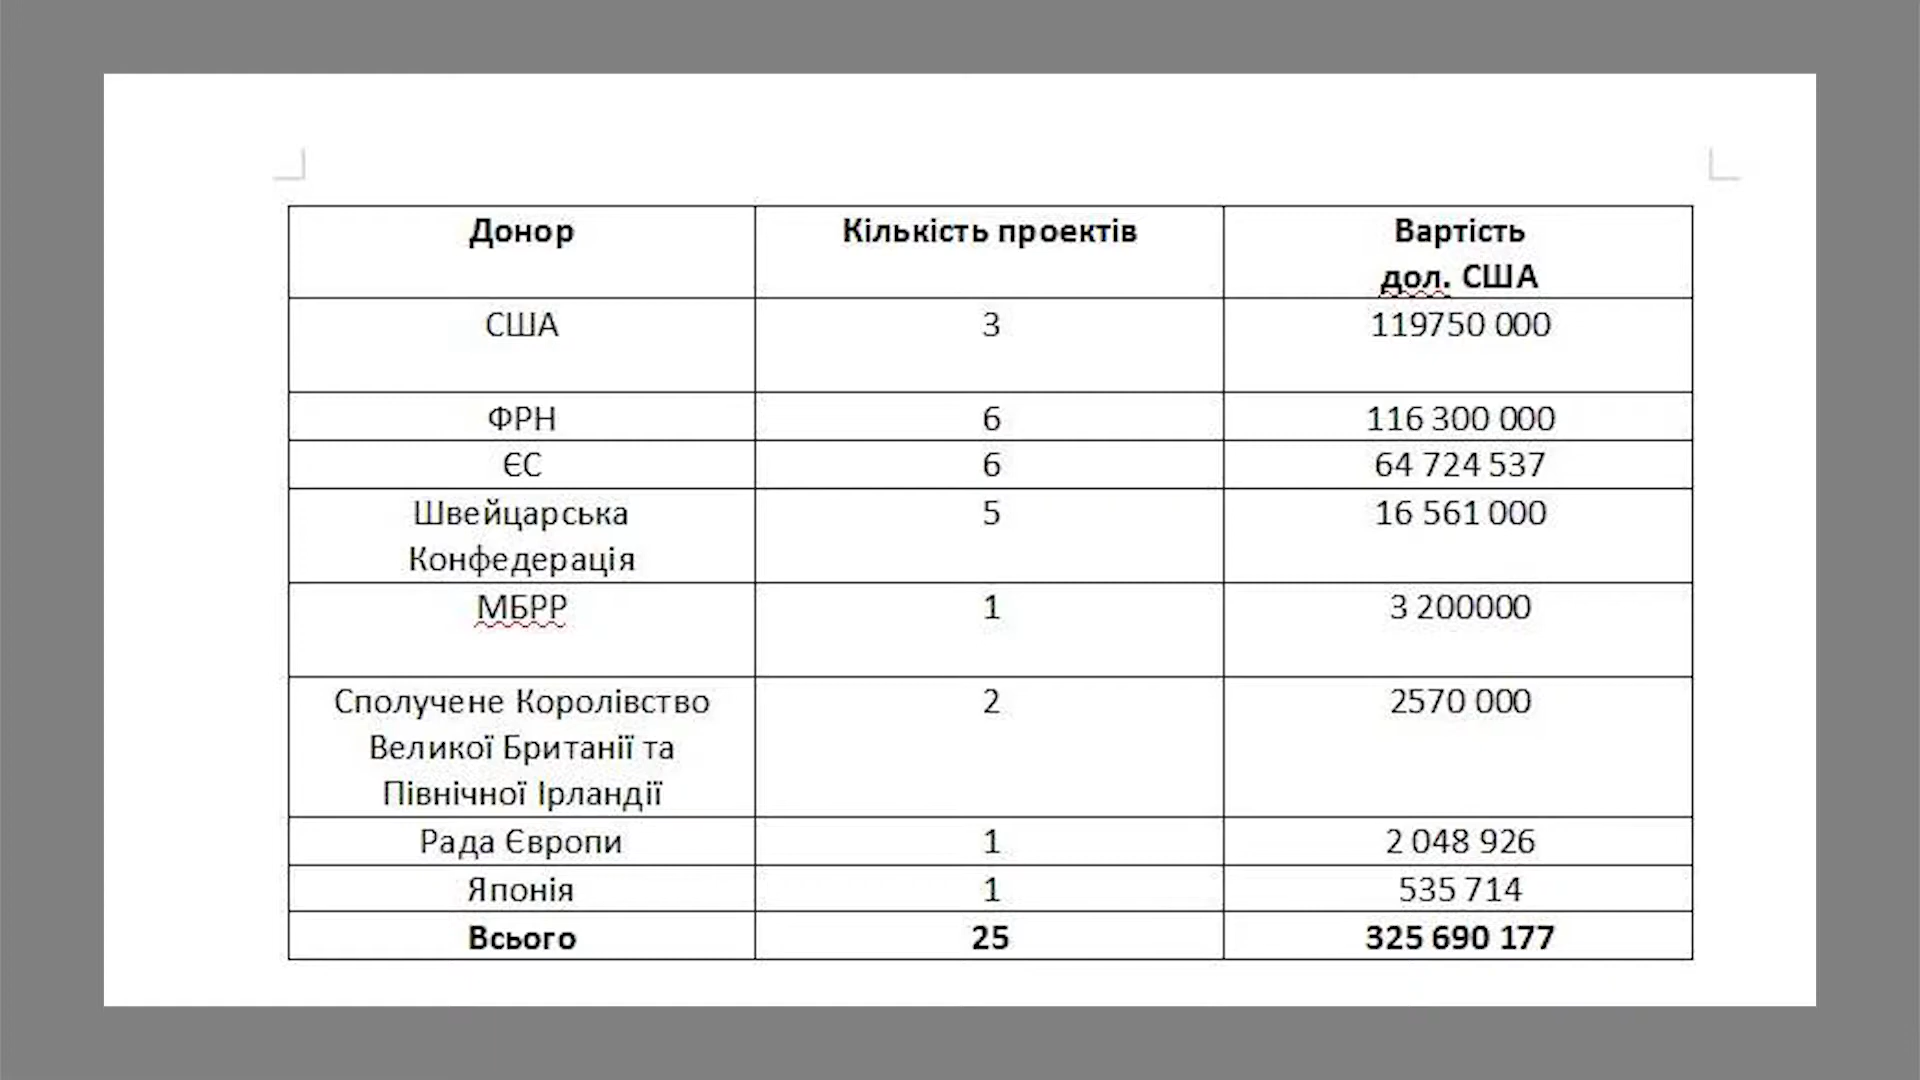 Донор Кількість проектів Вартість
дол. США
США 3 119750 000
ФРН 6 116 300 000
ЄС 6 64 724 537
Швейцарська 5 16 561 000
Конфедерація
МБРР 1 3 200000
Сполучене Королівство 2 2570 000
Великої Британії та
Північної Ірландії
Рада Європи 1 2 048 926
Японія 1 535 714
Всього 25 325 690 177